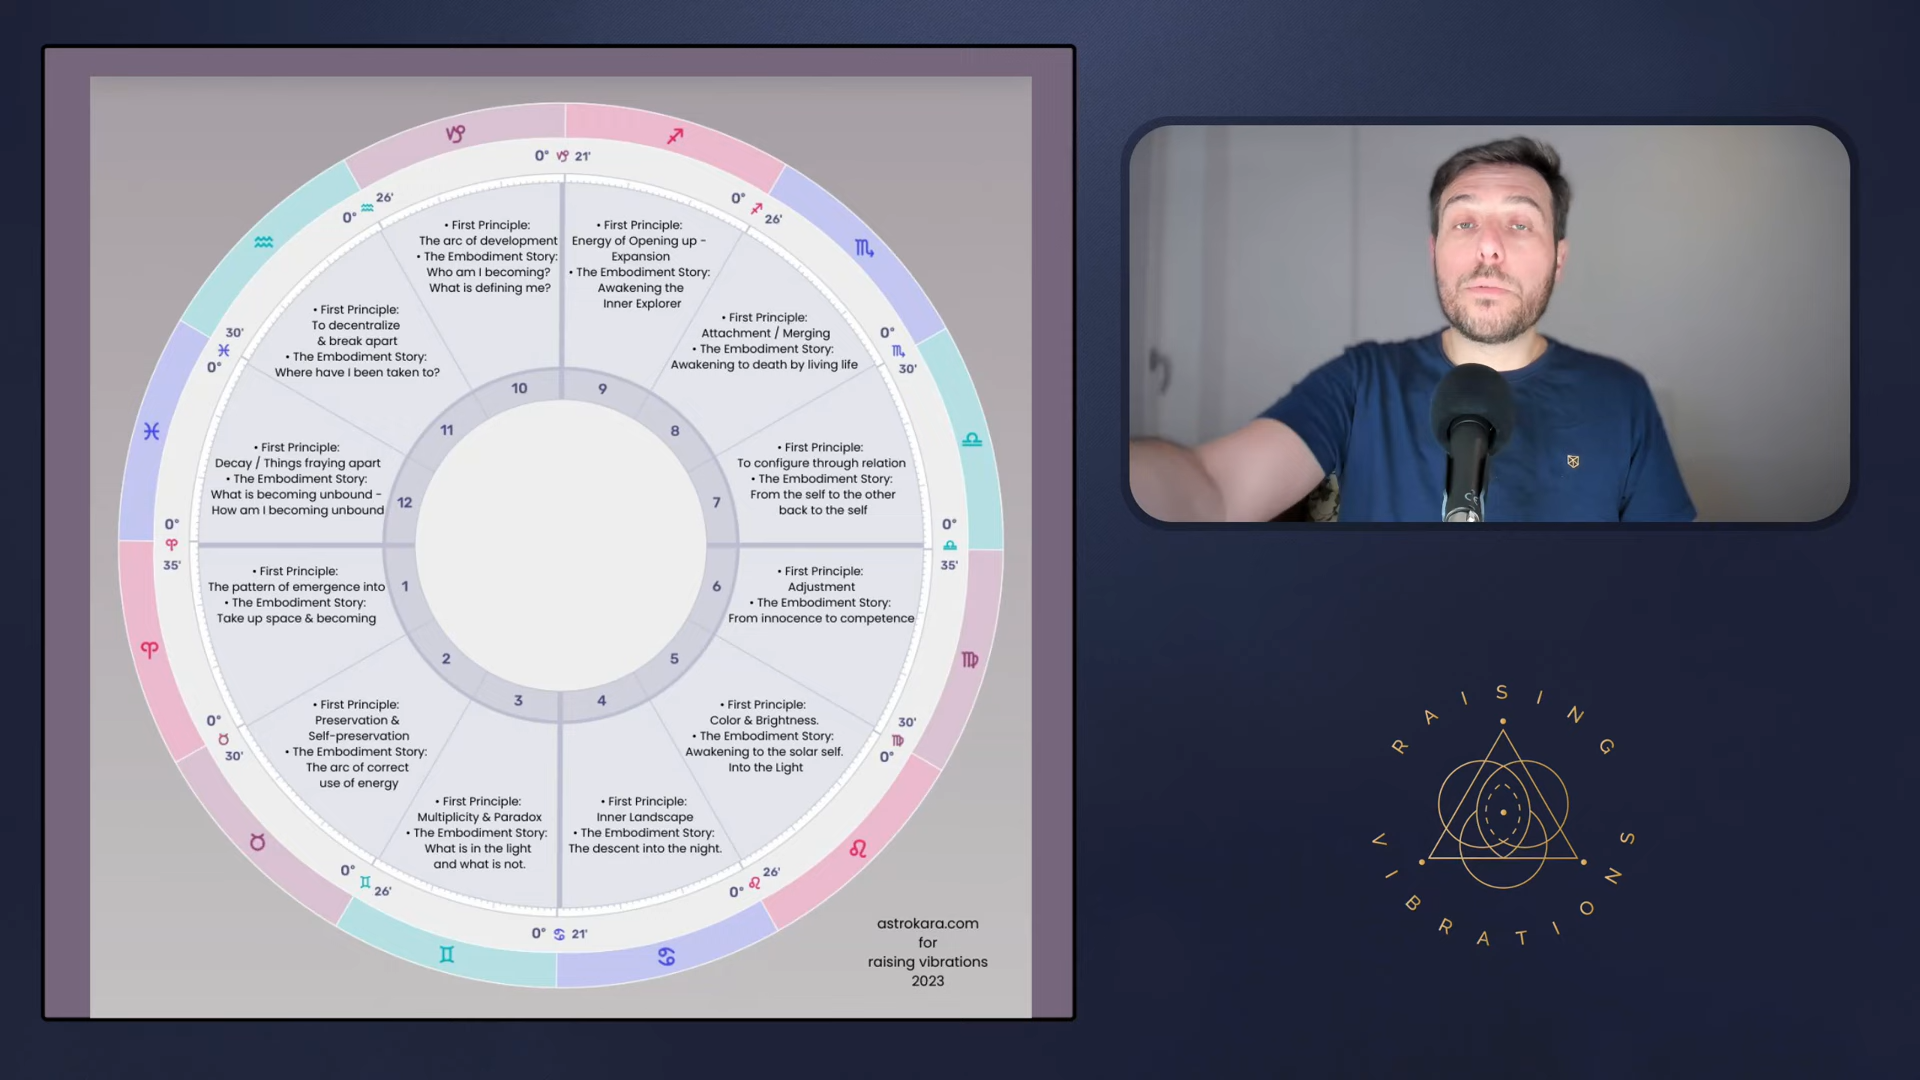 0° ♑ 21'
0° ♐ 26'
0° ♏ 30'
0° ♎ 35'
30' ♍ 0°
26' ♌ 0°
0° ♋ 21'
0° ♊ 26'
0° ♉ 30'
0° ♈ 35'
30' ♓ 0°
0° ♒ 26'
• First Principle:
The arc of development
• The Embodiment Story:
Who am I becoming?
What is defining me?
• First Principle:
Energy of Opening up -
Expansion
• The Embodiment Story:
Awakening the
Inner Explorer
• First Principle:
To decentralize
& break apart
• The Embodiment Story:
Where have I been taken to?
• First Principle:
Attachment / Merging
• The Embodiment Story:
Awakening to death by living life
• First Principle:
Decay / Things fraying apart
• The Embodiment Story:
What is becoming unbound -
How am I becoming unbound
• First Principle:
To configure through relation
• The Embodiment Story:
From the self to the other
back to the self
• First Principle:
The pattern of emergence into
• The Embodiment Story:
Take up space & becoming
• First Principle:
Adjustment
• The Embodiment Story:
From innocence to competence
• First Principle:
Preservation &
Self-preservation
• The Embodiment Story:
The arc of correct
use of energy
• First Principle:
Color & Brightness.
• The Embodiment Story:
Awakening to the solar self.
Into the Light
• First Principle:
Multiplicity & Paradox
• The Embodiment Story:
What is in the light
and what is not.
• First Principle:
Inner Landscape
• The Embodiment Story:
The descent into the night.
10
9
11
8
12
7
1
6
2
5
3
4
astrokara.com
for
raising vibrations
2023
RAISING
VIBRATIONS